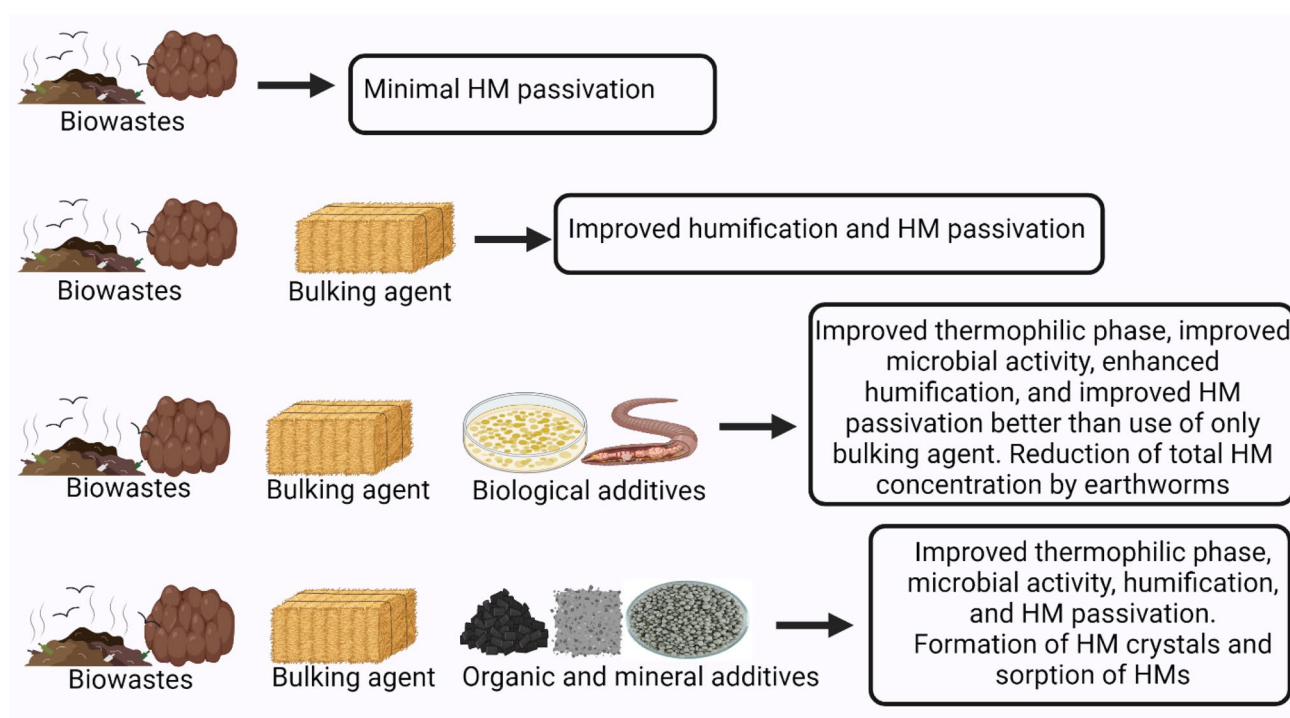 Biowastes
Minimal HM passivation
Biowastes
Bulking agent
Improved humification and HM passivation
Biowastes
Bulking agent
Biological additives
Improved thermophilic phase, improved
microbial activity, enhanced
humification, and improved HM
passivation better than use of only
bulking agent. Reduction of total HM
concentration by earthworms
Biowastes
Bulking agent
Organic and mineral additives
Improved thermophilic phase,
microbial activity, humification,
and HM passivation.
Formation of HM crystals and
sorption of HMs